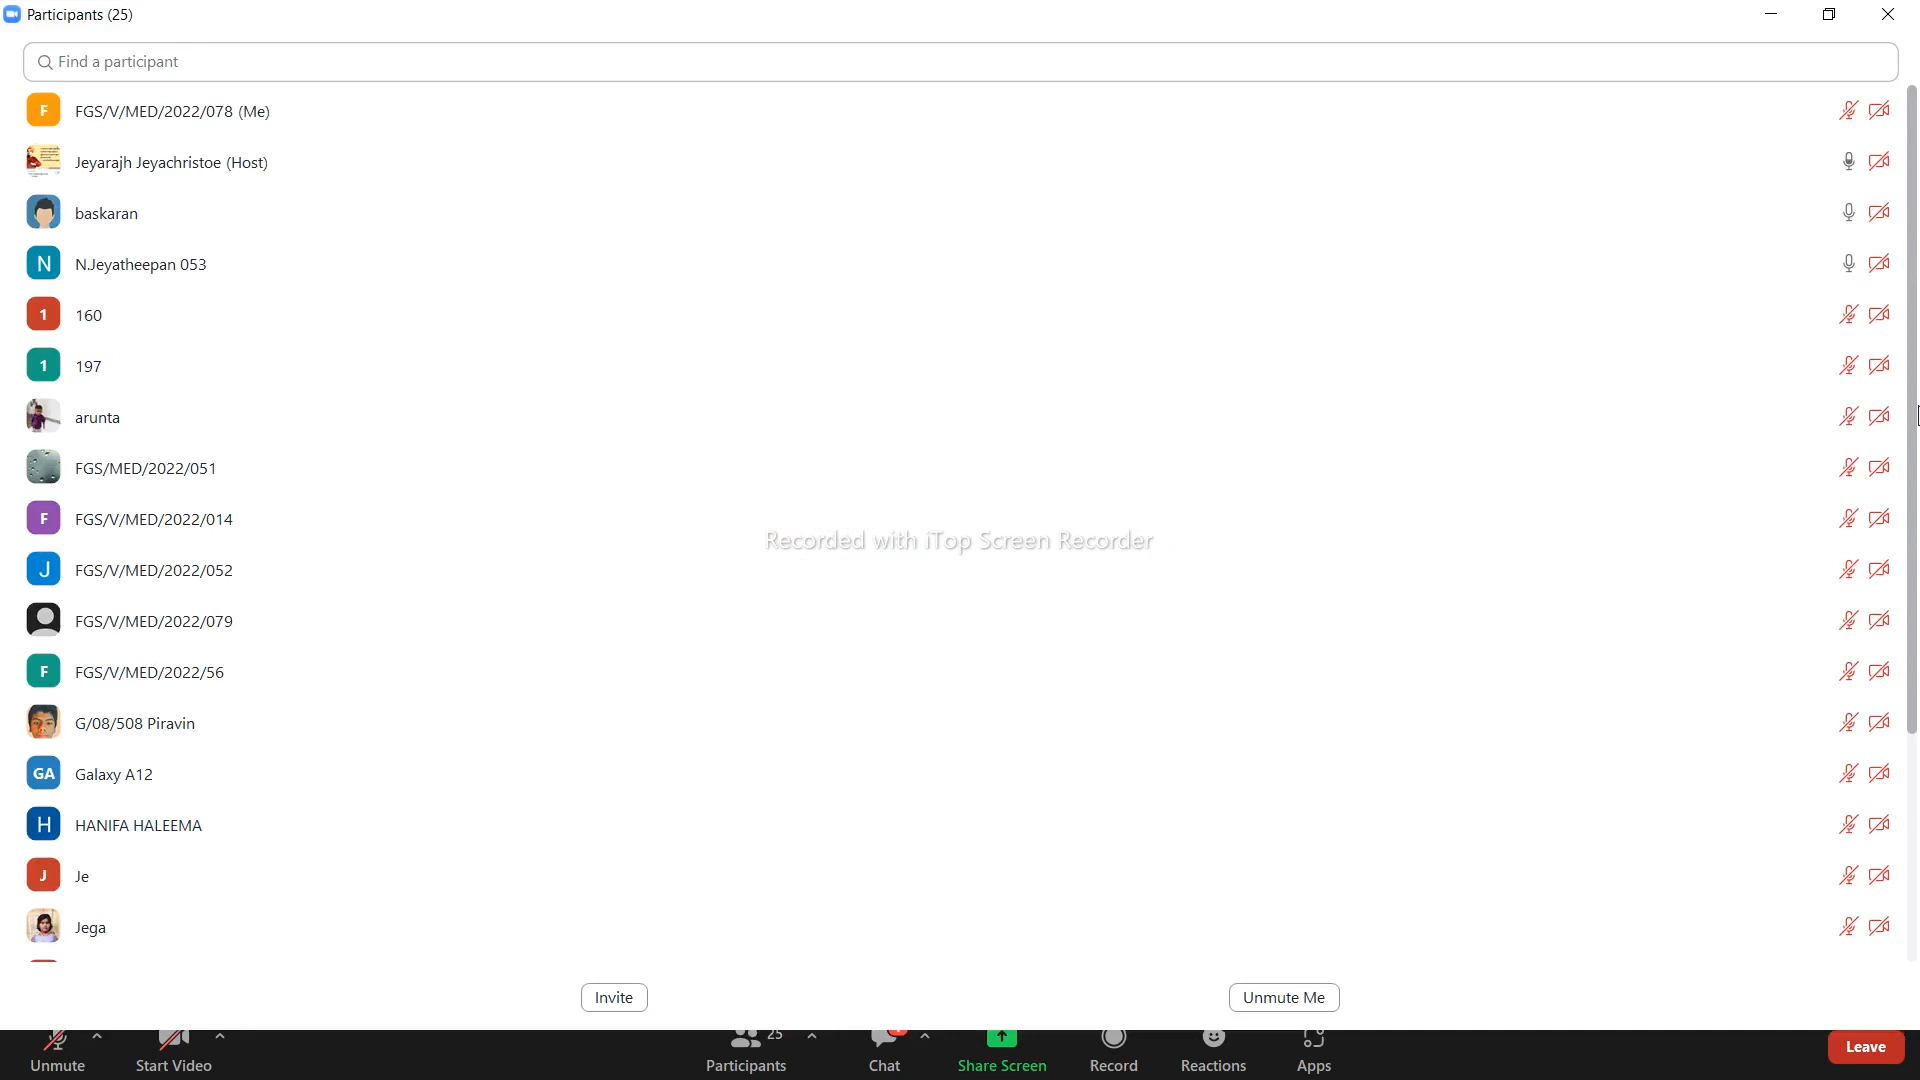 Participants (25)
Find a participant
F FGS/V/MED/2022/078 (Me)
Jeyarajh Jeyachristoe (Host)
baskaran
N N.Jeyatheepan 053
1 160
1 197
arunta
FGS/MED/2022/051
F FGS/V/MED/2022/014
J FGS/V/MED/2022/052
FGS/V/MED/2022/079
F FGS/V/MED/2022/56
G/08/508 Piravin
GA Galaxy A12
H HANIFA HALEEMA
J Je
Jega
Recorded with iTop Screen Recorder
Invite
Unmute Me
25
Unmute
Start Video
Participants
Chat
Share Screen
Record
Reactions
Apps
Leave